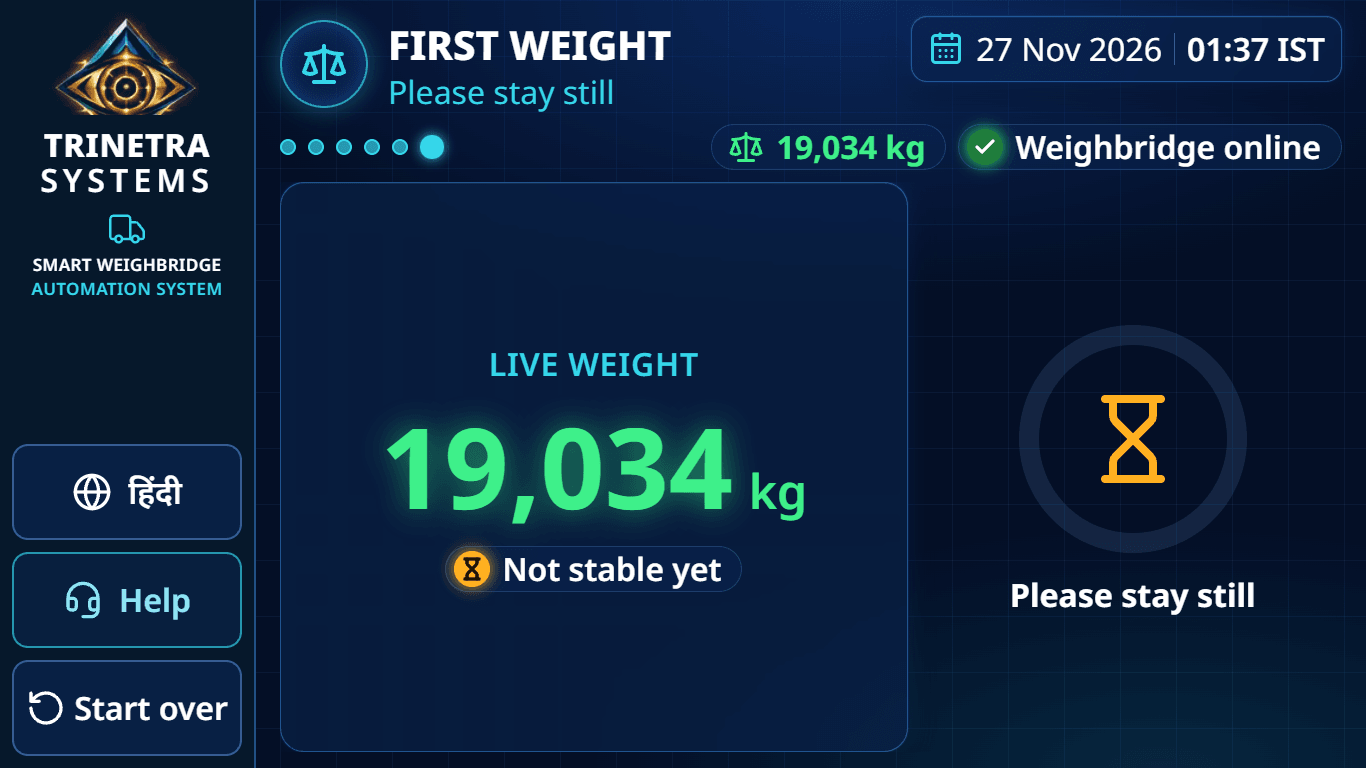 TRINETRA
SYSTEMS
SMART WEIGHBRIDGE
AUTOMATION SYSTEM
हिंदी
Help
Start over
FIRST WEIGHT
Please stay still
27 Nov 2026 01:37 IST
19,034 kg
Weighbridge online
LIVE WEIGHT
19,034 kg
Not stable yet
Please stay still